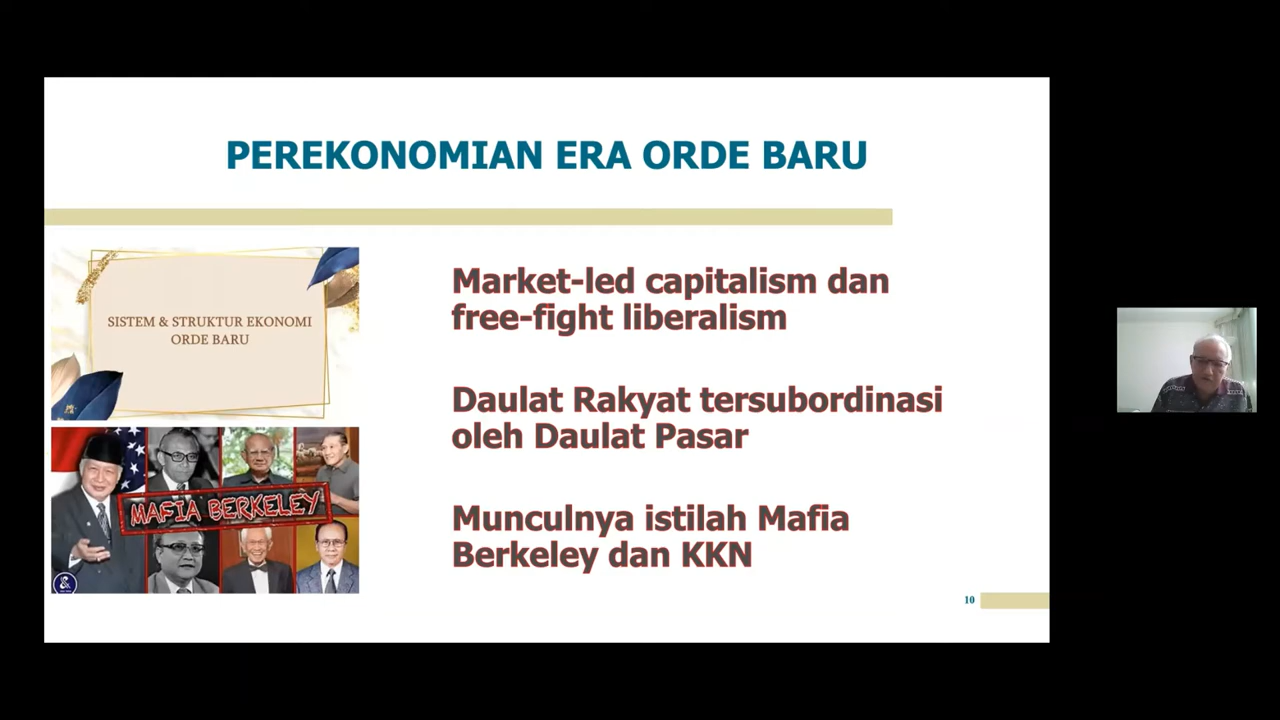 PEREKONOMIAN ERA ORDE BARU
SISTEM & STRUKTUR EKONOMI
ORDE BARU
MAFIA BERKELEY
Market-led capitalism dan
free-fight liberalism
Daulat Rakyat tersubordinasi
oleh Daulat Pasar
Munculnya istilah Mafia
Berkeley dan KKN
10